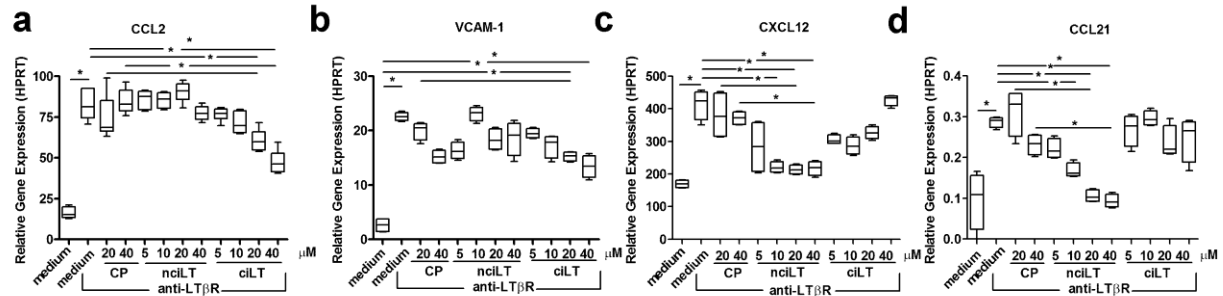 a
CCL2
Relative Gene Expression (HPRT)
100
75
50
25
0
* * * *
*
medium medium 20 40 5 10 20 40 5 10 20 40 μM
CP nciLT ciLT
anti-LTβR
b
VCAM-1
Relative Gene Expression (HPRT)
30
20
10
0
* * *
*
medium medium 20 40 5 10 20 40 5 10 20 40 μM
CP nciLT ciLT
anti-LTβR
c
CXCL12
Relative Gene Expression (HPRT)
500
400
300
200
100
0
* * * * *
*
medium medium 20 40 5 10 20 40 5 10 20 40 μM
CP nciLT ciLT
anti-LTβR
d
CCL21
Relative Gene Expression (HPRT)
0.4
0.3
0.2
0.1
0.0
* * * * *
*
medium medium 20 40 5 10 20 40 5 10 20 40 μM
CP nciLT ciLT
anti-LTβR